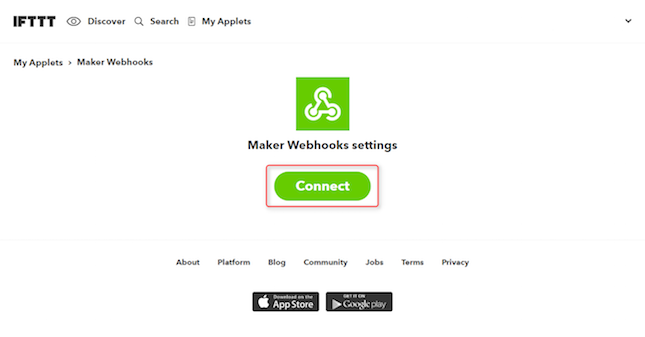 IFTTT Discover Search My Applets
My Applets › Maker Webhooks
Maker Webhooks settings
Connect
About Platform Blog Community Jobs Terms Privacy
Download on the
App Store
GET IT ON
Google play